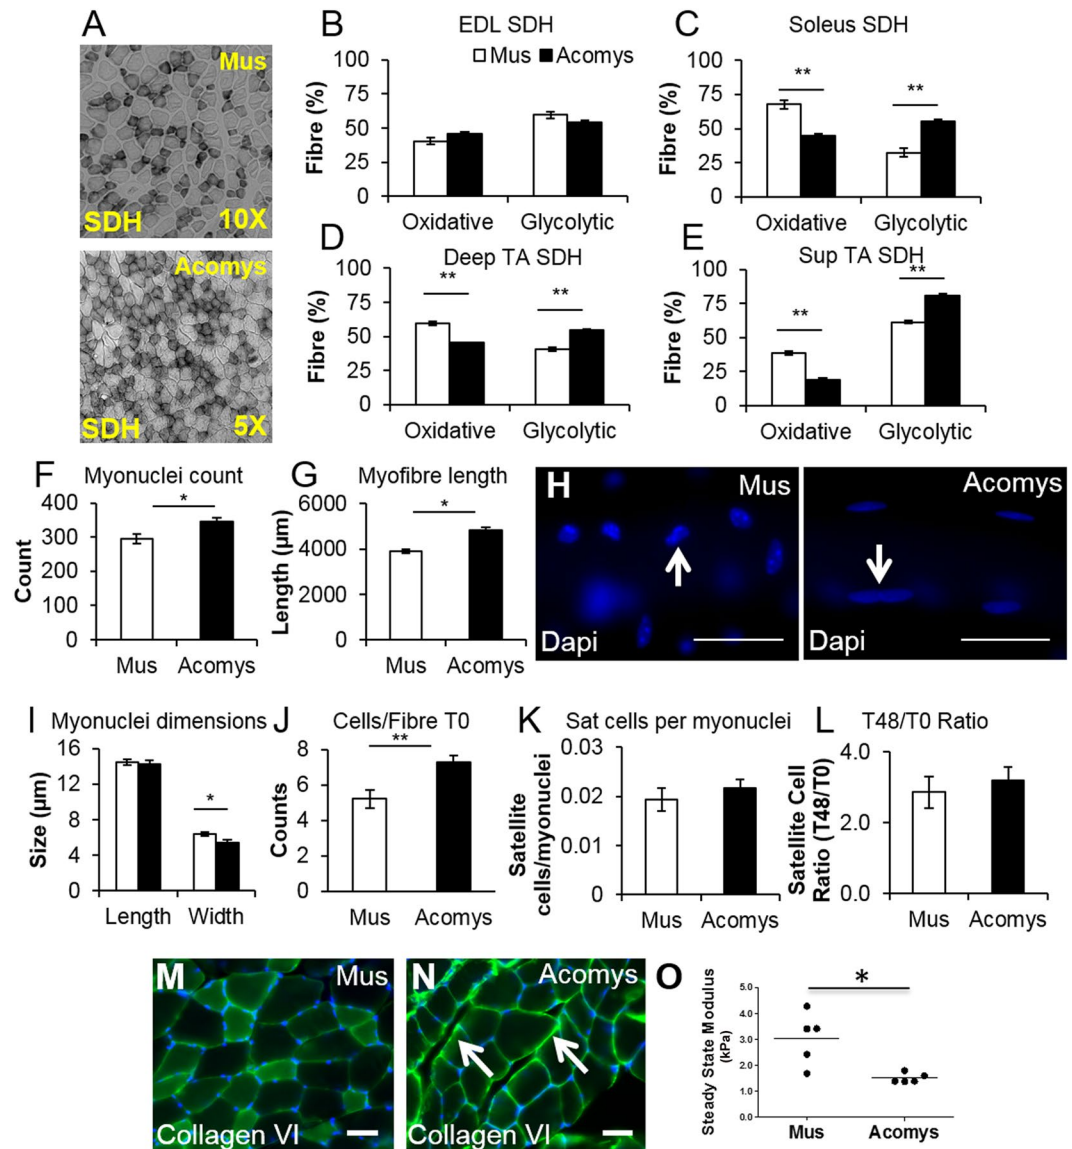 A
Mus
SDH
10X
Acomys
SDH
5X
B
EDL SDH
Mus Acomys
Fibre (%)
100
75
50
25
0
Oxidative Glycolytic
C
Soleus SDH
Fibre (%)
100
75
50
25
0
**
**
Oxidative Glycolytic
D
Deep TA SDH
Fibre (%)
100
75
50
25
0
**
**
Oxidative Glycolytic
E
Sup TA SDH
Fibre (%)
100
75
50
25
0
**
**
Oxidative Glycolytic
F
Myonuclei count
Count
400
300
200
100
0
*
Mus Acomys
G
Myofibre length
Length (µm)
6000
4000
2000
0
*
Mus Acomys
H
Mus
Dapi
Acomys
Dapi
I
Myonuclei dimensions
Size (µm)
16
12
8
4
0
*
Length Width
J
Cells/Fibre T0
Counts
8
6
4
2
0
**
Mus Acomys
K
Sat cells per myonuclei
Satellite
cells/myonuclei
0.03
0.02
0.01
0
Mus Acomys
L
T48/T0 Ratio
Satellite Cell
Ratio (T48/T0)
4.0
2.0
0.0
Mus Acomys
M
Mus
Collagen VI
N
Acomys
Collagen VI
O
Steady State Modulus
(kPa)
5.0
4.0
3.0
2.0
1.0
0.0
*
Mus Acomys